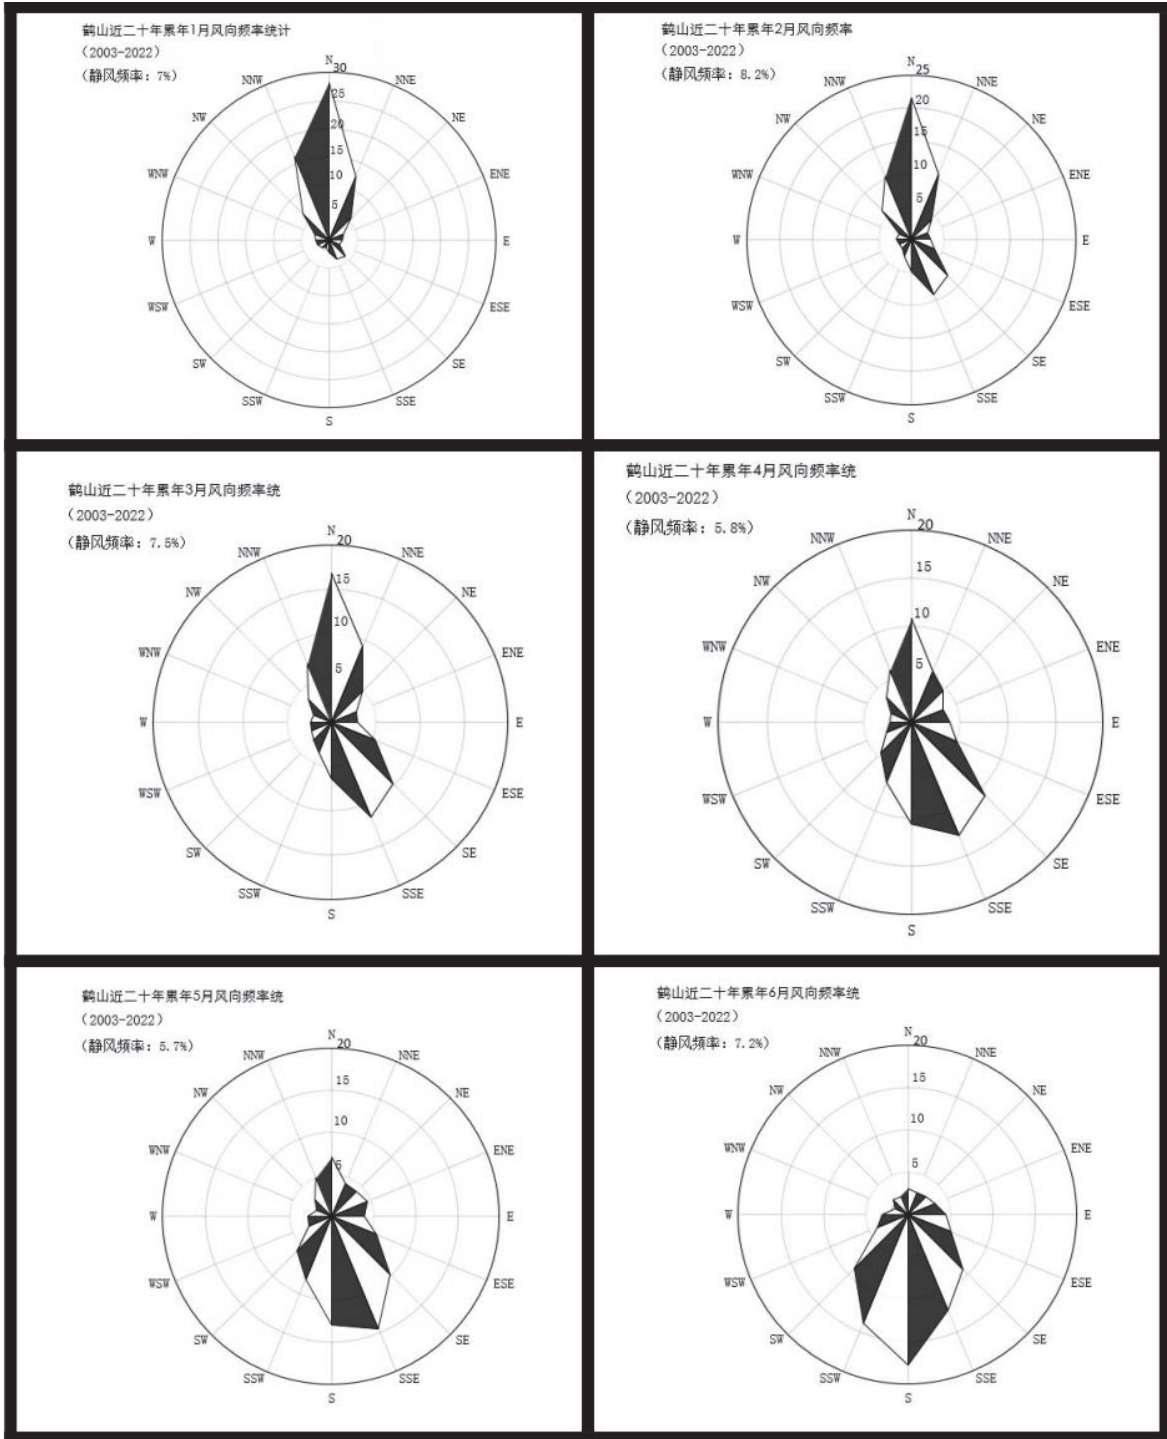 鹤山近二十年累年1月风向频率统计
（2003-2022）
（静风频率：7%）
N
30
NNW
NNE
25
NW
NE
20
15
WNW
ENE
10
5
W
E
WSW
ESE
SW
SE
SSW
SSE
S
鹤山近二十年累年2月风向频率
（2003-2022）
（静风频率：8.2%）
N
25
NNW
NNE
20
NW
NE
15
10
WNW
ENE
5
W
E
WSW
ESE
SW
SE
SSW
SSE
S
鹤山近二十年累年3月风向频率统
（2003-2022）
（静风频率：7.5%）
N
20
NNW
NNE
15
NW
NE
10
WNW
ENE
5
W
E
WSW
ESE
SW
SE
SSW
SSE
S
鹤山近二十年累年4月风向频率统
（2003-2022）
（静风频率：5.8%）
N
20
NNW
NNE
15
NW
NE
10
WNW
ENE
5
W
E
WSW
ESE
SW
SE
SSW
SSE
S
鹤山近二十年累年5月风向频率统
（2003-2022）
（静风频率：5.7%）
N
20
NNW
NNE
15
NW
NE
10
WNW
ENE
5
W
E
WSW
ESE
SW
SE
SSW
SSE
S
鹤山近二十年累年6月风向频率统
（2003-2022）
（静风频率：7.2%）
N
20
NNW
NNE
15
NW
NE
10
WNW
ENE
5
W
E
WSW
ESE
SW
SE
SSW
SSE
S